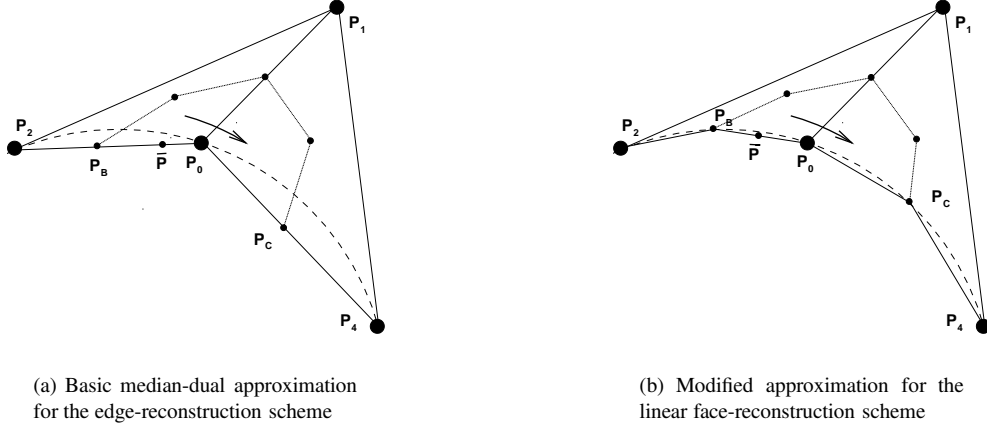 P1
P2
PB
P̅
P0
PC
P4
(a) Basic median-dual approximation
for the edge-reconstruction scheme
P1
P2
PB
P̅
P0
PC
P4
(b) Modified approximation for the
linear face-reconstruction scheme